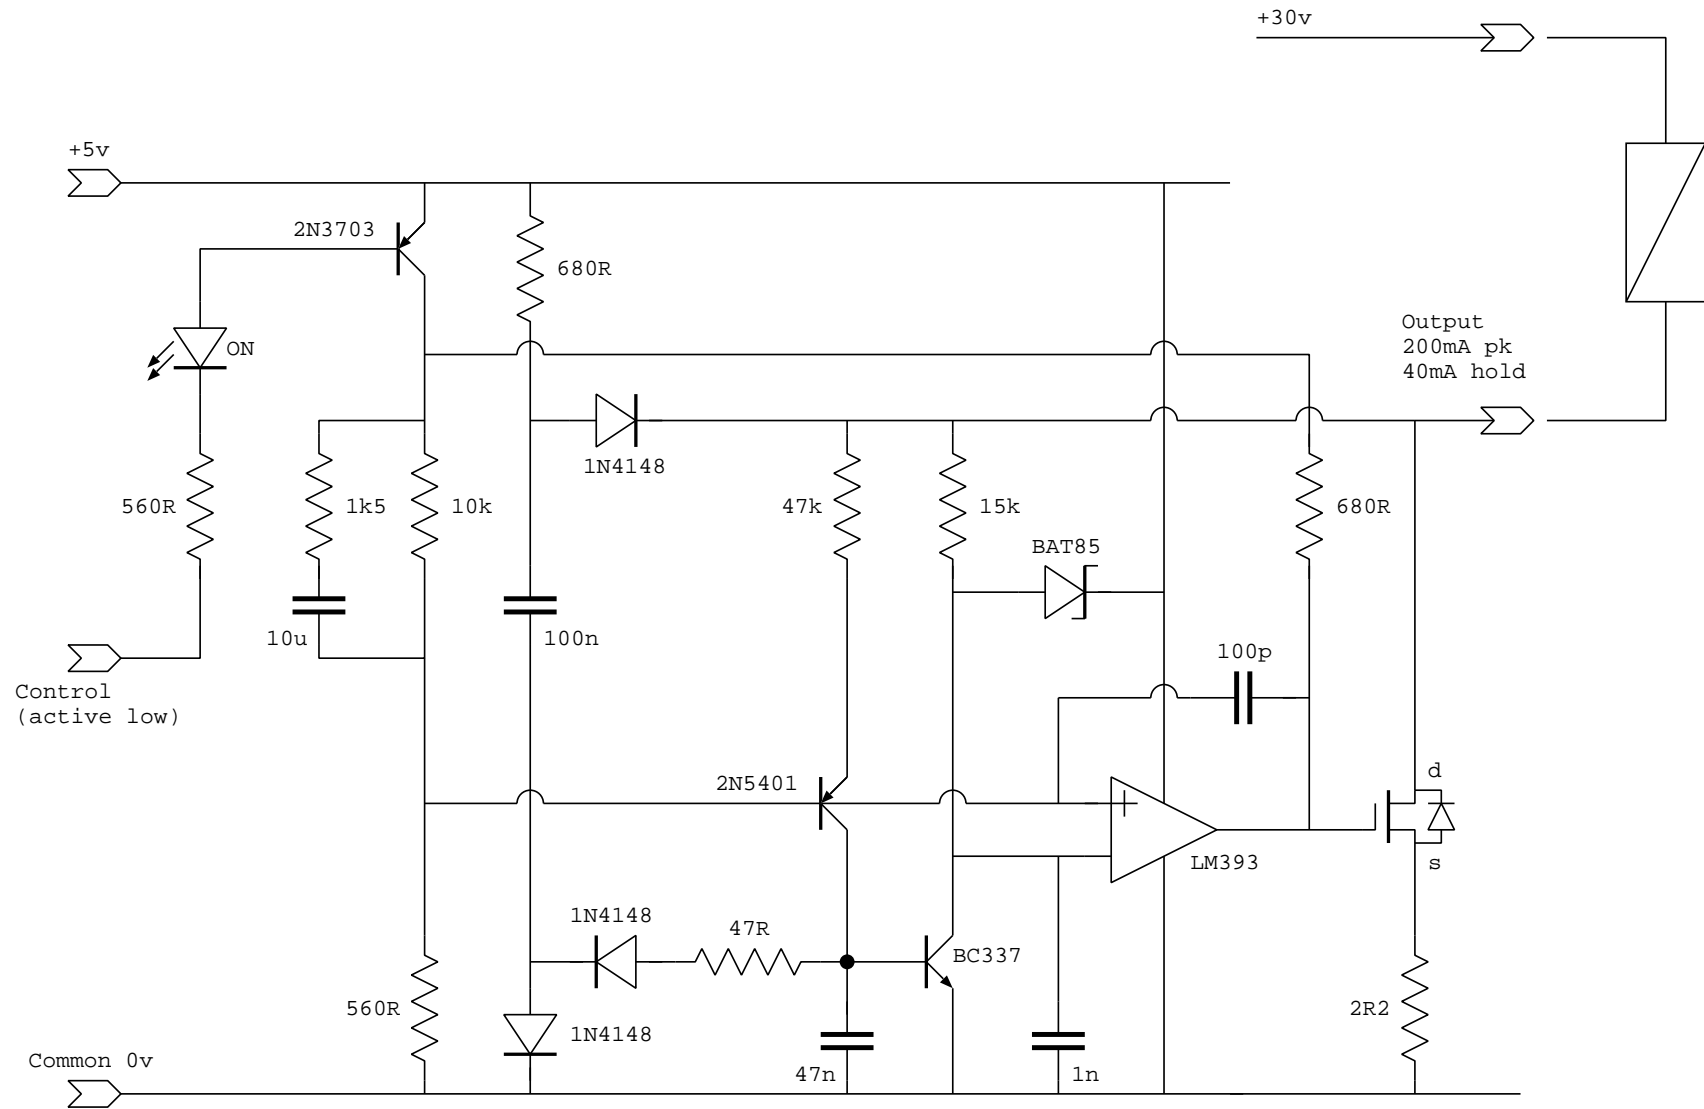 +30v
+5v
2N3703
680R
ON
Output
200mA pk
40mA hold
1N4148
560R
1k5
10k
47k
15k
680R
BAT85
10u
100n
100p
Control
(active low)
2N5401
d
+
LM393
s
1N4148
47R
BC337
560R
1N4148
2R2
Common 0v
47n
1n